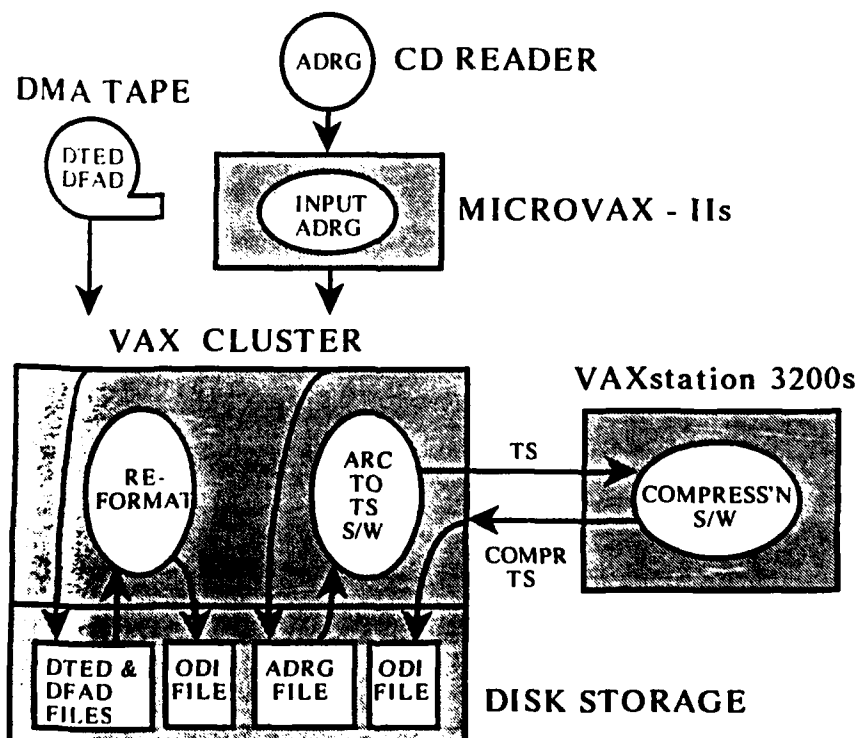 ADRG
CD READER
DMA TAPE
DTED
DFAD
INPUT
ADRG
MICROVAX - IIs
VAX CLUSTER
VAXstation 3200s
RE-
FORMAT
ARC
TO
TS
S/W
TS
COMPR
TS
COMPRESS'N
S/W
DTED &
DFAD
FILES
ODI
FILE
ADRG
FILE
ODI
FILE
DISK STORAGE